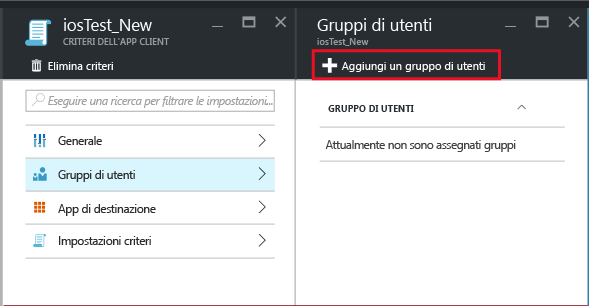 iosTest_New
CRITERI DELL'APP CLIENT
Elimina criteri
Eseguire una ricerca per filtrare le impostazioni...
Generale
Gruppi di utenti
App di destinazione
Impostazioni criteri
Gruppi di utenti
iosTest_New
Aggiungi un gruppo di utenti
GRUPPO DI UTENTI
Attualmente non sono assegnati gruppi